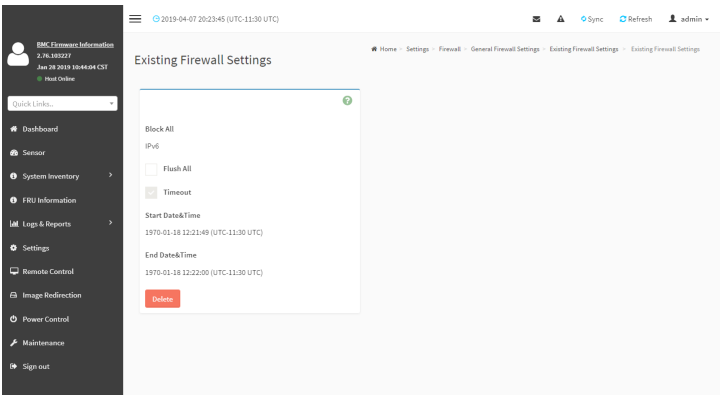 2019-04-07 20:23:45 (UTC-11:30 UTC)
Sync
Refresh
admin
BMC Firmware Information
2.76.103227
Jan 28 2019 10:44:04 CST
Host Online
Quick Links..
Dashboard
Sensor
System Inventory
FRU Information
Logs & Reports
Settings
Remote Control
Image Redirection
Power Control
Maintenance
Sign out
Existing Firewall Settings
Home > Settings > Firewall > General Firewall Settings > Existing Firewall Settings > Existing Firewall Settings
Block All
IPv6
Flush All
Timeout
Start Date&Time
1970-01-18 12:21:49 (UTC-11:30 UTC)
End Date&Time
1970-01-18 12:22:00 (UTC-11:30 UTC)
Delete